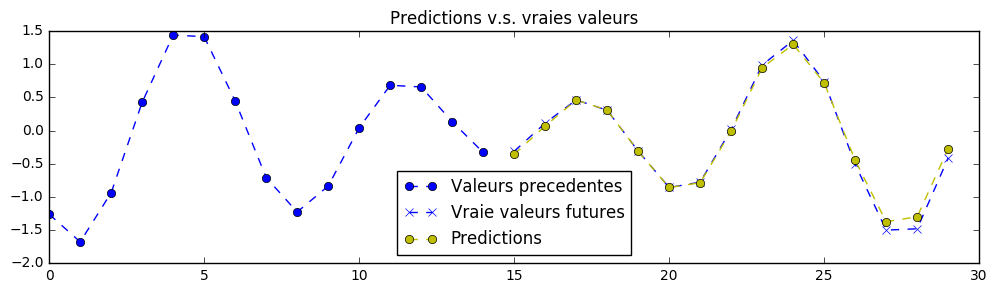 Predictions v.s. vraies valeurs
1.5
1.0
0.5
0.0
−0.5
−1.0
−1.5
−2.0
Valeurs precedentes
Vraie valeurs futures
Predictions
0 5 10 15 20 25 30